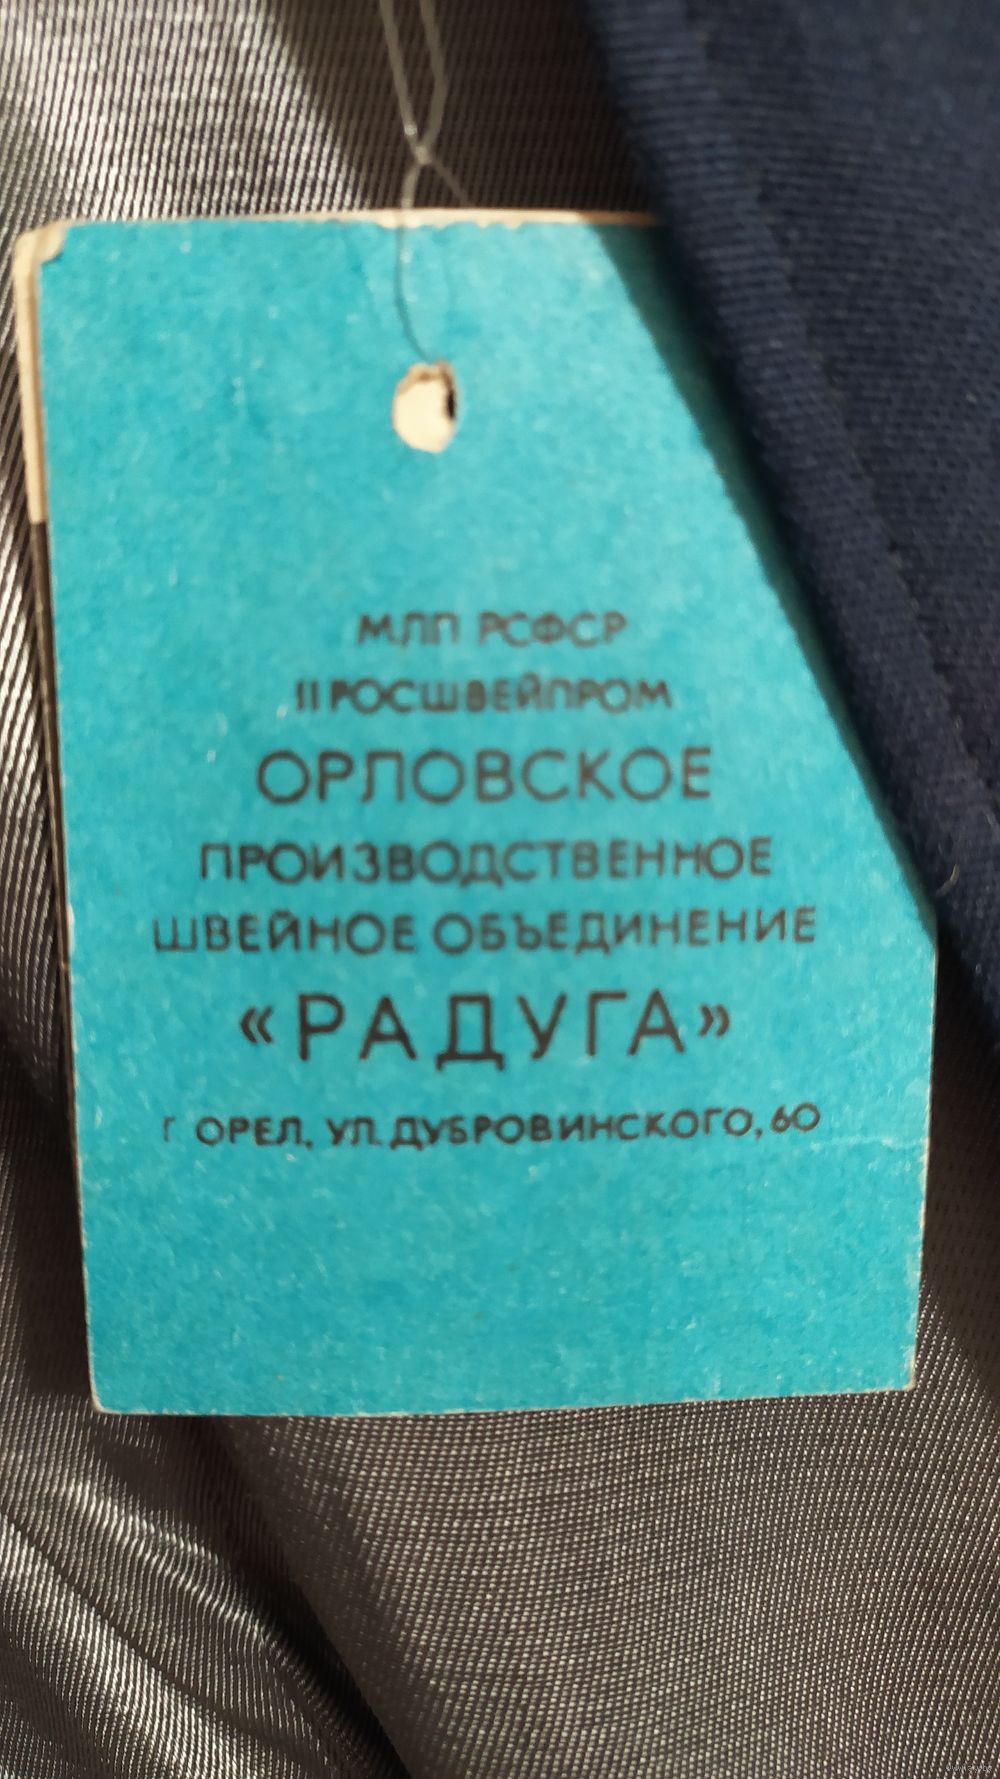 МЛП РСФСР
II РОСШВЕЙПРОМ
ОРЛОВСКОЕ
ПРОИЗВОДСТВЕННОЕ
ШВЕЙНОЕ ОБЪЕДИНЕНИЕ
«РАДУГА»
Г ОРЕЛ, УЛ. ДУБРОВИНСКОГО, 60